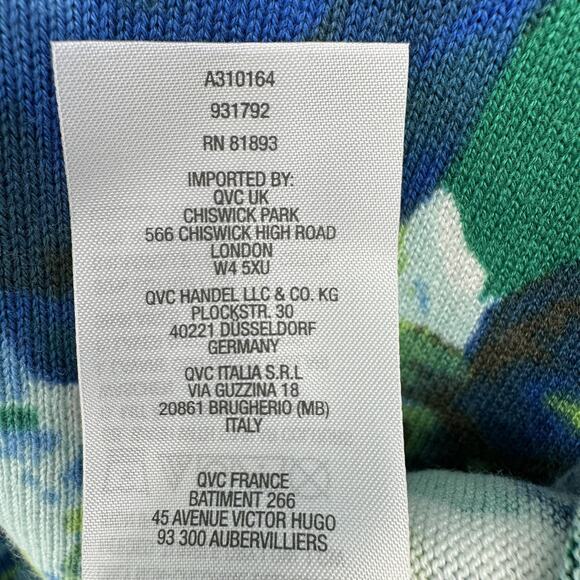 A310164
931792
RN 81893
IMPORTED BY:
QVC UK
CHISWICK PARK
566 CHISWICK HIGH ROAD
LONDON
W4 5XU
QVC HANDEL LLC & CO. KG
PLOCKSTR. 30
40221 DÜSSELDORF
GERMANY
QVC ITALIA S.R.L
VIA GUZZINA 18
20861 BRUGHERIO (MB)
ITALY
QVC FRANCE
BATIMENT 266
45 AVENUE VICTOR HUGO
93 300 AUBERVILLIERS